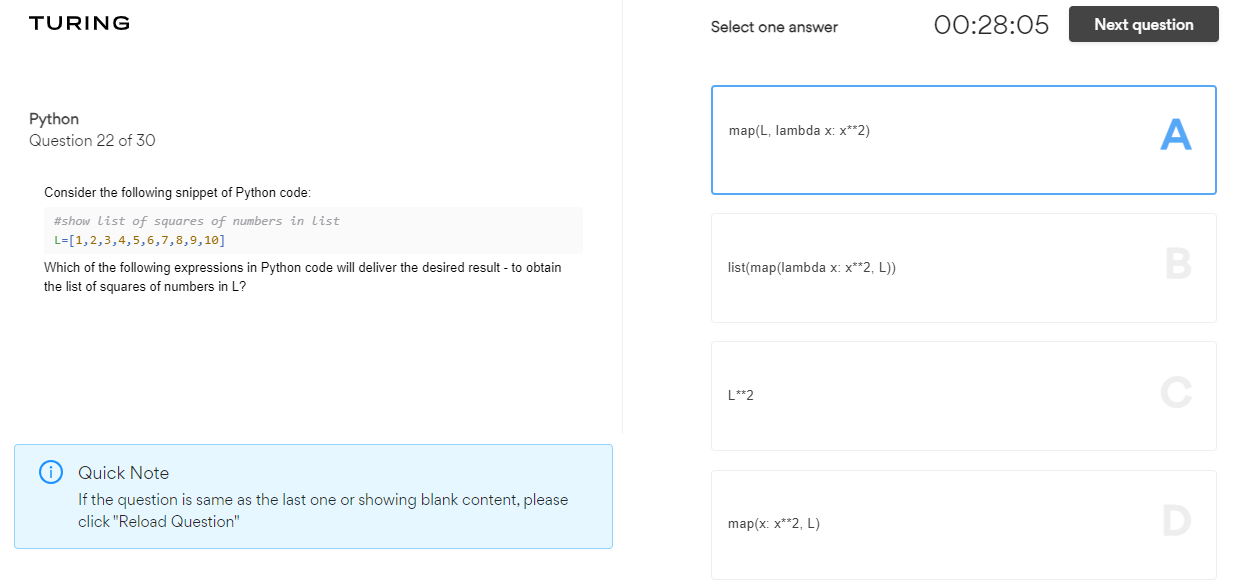 TURING
Python
Question 22 of 30
Consider the following snippet of Python code:
#show list of squares of numbers in list
L=[1,2,3,4,5,6,7,8,9,10]
Which of the following expressions in Python code will deliver the desired result - to obtain
the list of squares of numbers in L?
Quick Note
If the question is same as the last one or showing blank content, please
click "Reload Question"
Select one answer
00:28:05
Next question
map(L, lambda x: x**2)
A
list(map(lambda x: x**2, L))
B
L**2
C
map(x: x**2, L)
D